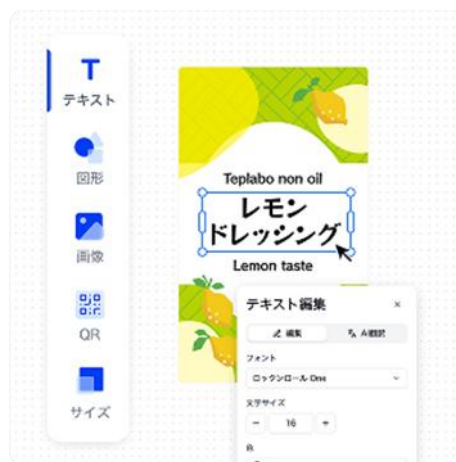 T
テキスト
図形
画像
QR
サイズ
Teplabo non oil
レモン
ドレッシング
Lemon taste
テキスト編集
×
編集
AI翻訳
フォント
ロックンロール One
文字サイズ
− 16 +
色